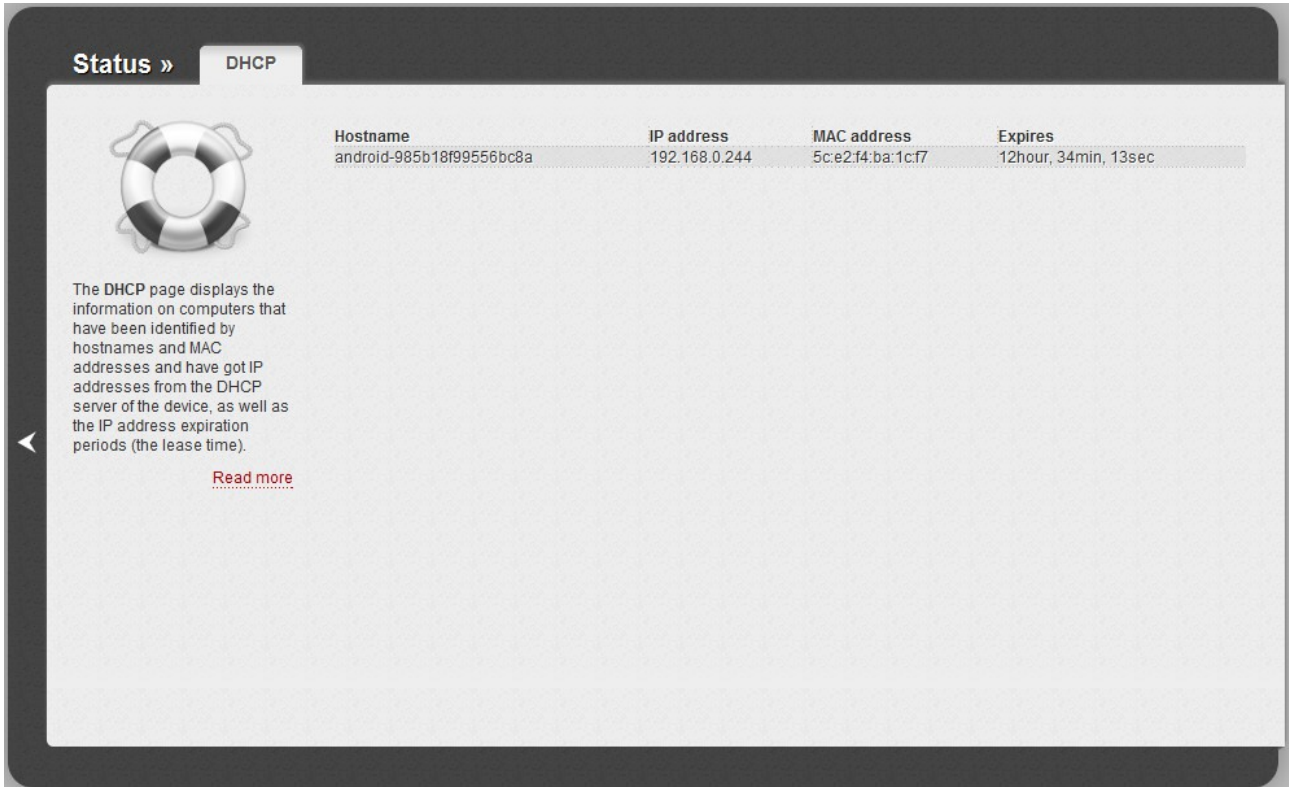 Status »
DHCP
Hostname IP address MAC address Expires
android-985b18f99556bc8a 192.168.0.244 5c:e2:f4:ba:1c:f7 12hour, 34min, 13sec
The DHCP page displays the
information on computers that
have been identified by
hostnames and MAC
addresses and have got IP
addresses from the DHCP
server of the device, as well as
the IP address expiration
periods (the lease time).
Read more